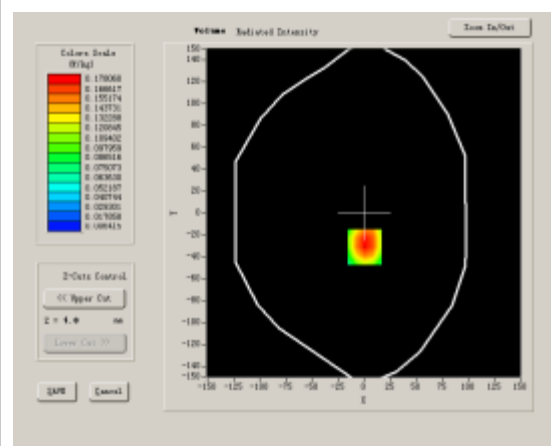 Volume Radiated Intensity
Zoom In/Out
Colors Scale
(W/kg)
0.178060
0.166617
0.155174
0.143731
0.132288
0.120845
0.109402
0.097959
0.086516
0.075073
0.063630
0.052187
0.040744
0.029301
0.017858
0.006415
Z-Cuts Control
<< Upper Cut
Z = 4.0 mm
Lower Cut >>
SAVE
Cancel
150
140
100
80
60
40
20
0
-20
-40
-60
-80
-100
-140
-150
Y
-150 -125 -100 -75 -50 -25 0 25 50 75 100 125 150
X